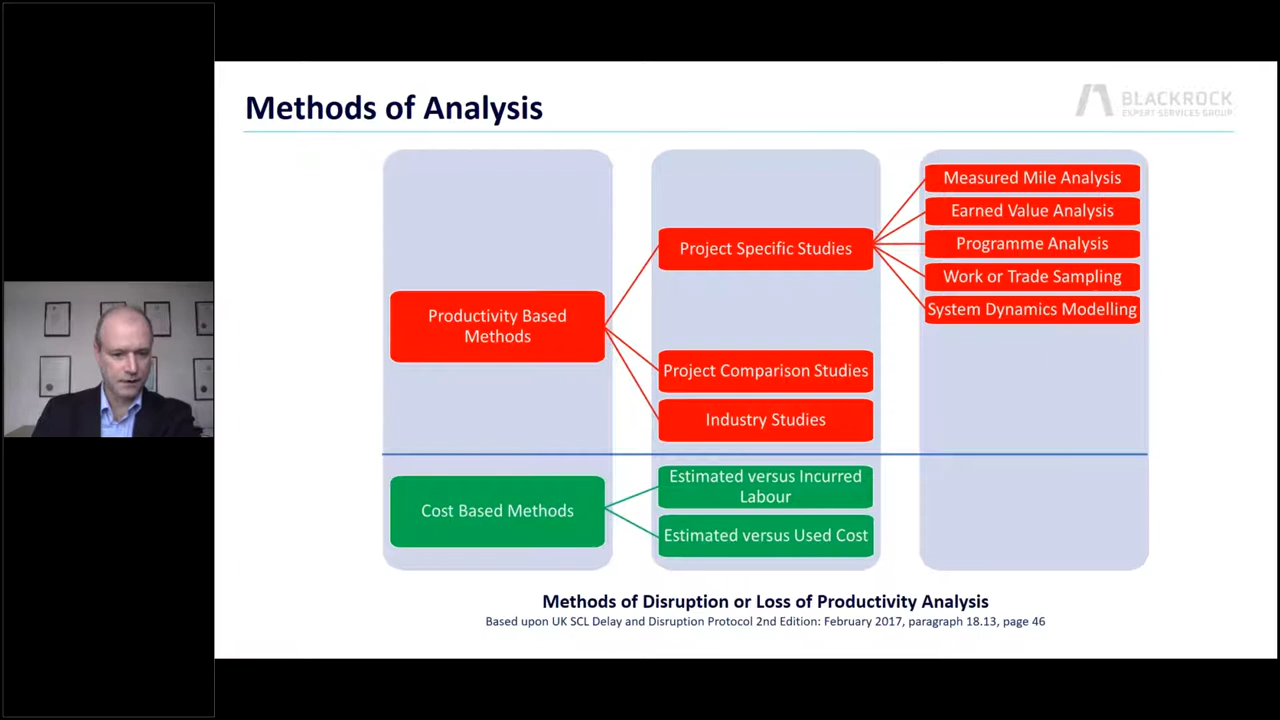 Methods of Analysis
BLACKROCK
EXPERT SERVICES GROUP
Measured Mile Analysis
Earned Value Analysis
Project Specific Studies
Programme Analysis
Work or Trade Sampling
System Dynamics Modelling
Productivity Based
Methods
Project Comparison Studies
Industry Studies
Estimated versus Incurred
Labour
Cost Based Methods
Estimated versus Used Cost
Methods of Disruption or Loss of Productivity Analysis
Based upon UK SCL Delay and Disruption Protocol 2nd Edition: February 2017, paragraph 18.13, page 46